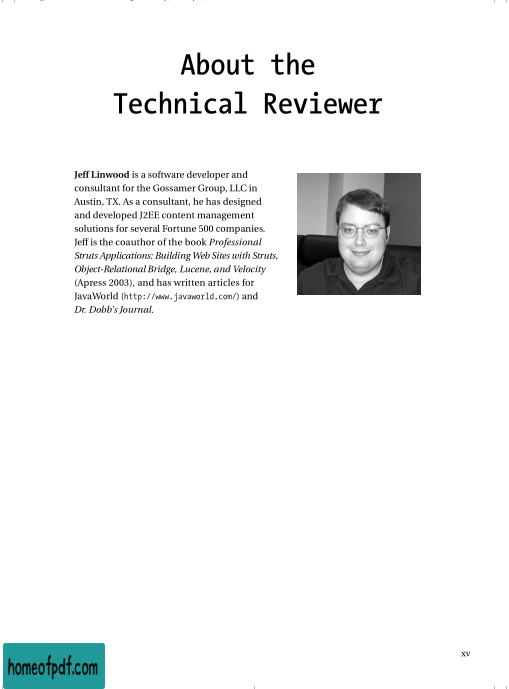 About the
Technical Reviewer
Jeff Linwood is a software developer and
consultant for the Gossamer Group, LLC in
Austin, TX. As a consultant, he has designed
and developed J2EE content management
solutions for several Fortune 500 companies.
Jeff is the coauthor of the book Professional
Struts Applications: Building Web Sites with Struts,
Object-Relational Bridge, Lucene, and Velocity
(Apress 2003), and has written articles for
JavaWorld (http://www.javaworld.com/) and
Dr. Dobb's Journal.
xv
homeofpdf.com